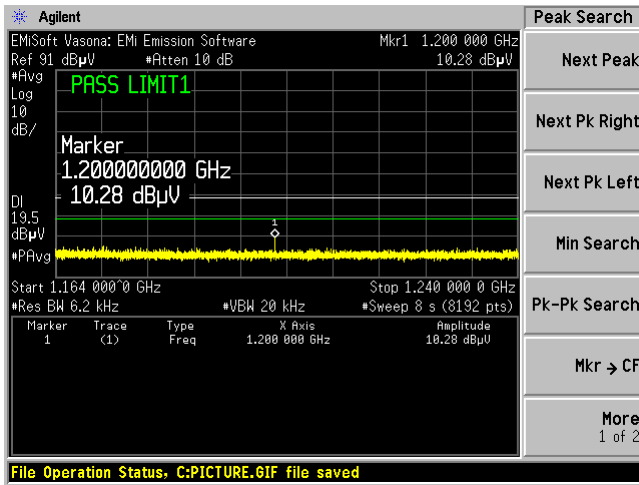 Agilent
Peak Search
EMiSoft Vasona: EMi Emission Software
Mkr1 1.200 000 GHz
Ref 91 dBµV #Atten 10 dB 10.28 dBµV
#Avg
Log
10
dB/
PASS LIMIT1
Marker
1.200000000 GHz
10.28 dBµV
DI
19.5
dBµV
#PAvg
1
Start 1.164 000^0 GHz Stop 1.240 000 0 GHz
#Res BW 6.2 kHz #VBW 20 kHz #Sweep 8 s (8192 pts)
Marker Trace Type X Axis Amplitude
1 (1) Freq 1.200 000 GHz 10.28 dBµV
File Operation Status, C:PICTURE.GIF file saved
Next Peak
Next Pk Right
Next Pk Left
Min Search
Pk-Pk Search
Mkr → CF
More
1 of 2